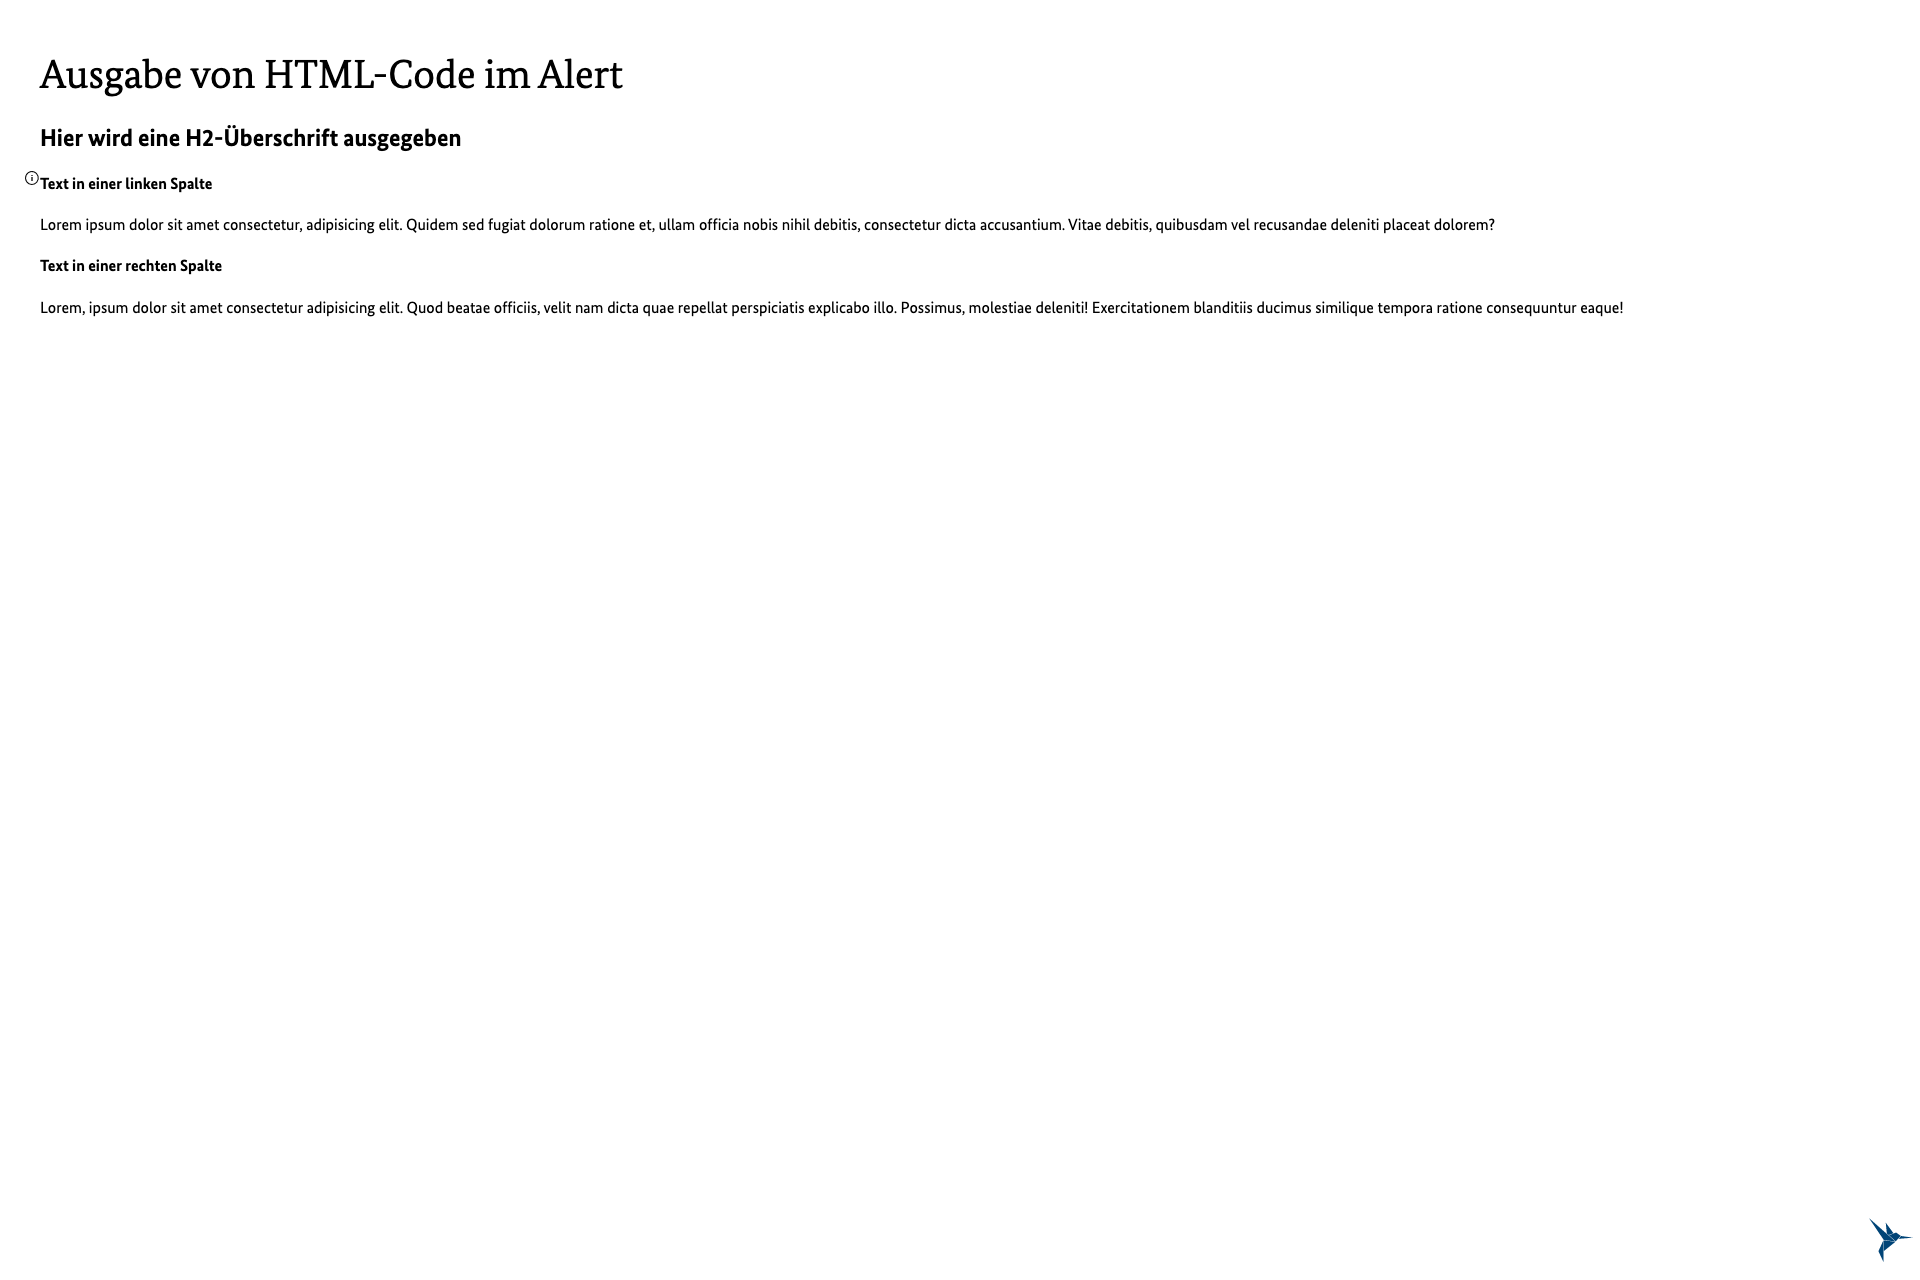 Ausgabe von HTML-Code im Alert
Hier wird eine H2-Überschrift ausgegeben
Text in einer linken Spalte
Lorem ipsum dolor sit amet consectetur, adipisicing elit. Quidem sed fugiat dolorum ratione et, ullam officia nobis nihil debitis, consectetur dicta accusantium. Vitae debitis, quibusdam vel recusandae deleniti placeat dolorem?
Text in einer rechten Spalte
Lorem, ipsum dolor sit amet consectetur adipisicing elit. Quod beatae officiis, velit nam dicta quae repellat perspiciatis explicabo illo. Possimus, molestiae deleniti! Exercitationem blanditiis ducimus similique tempora ratione consequuntur eaque!